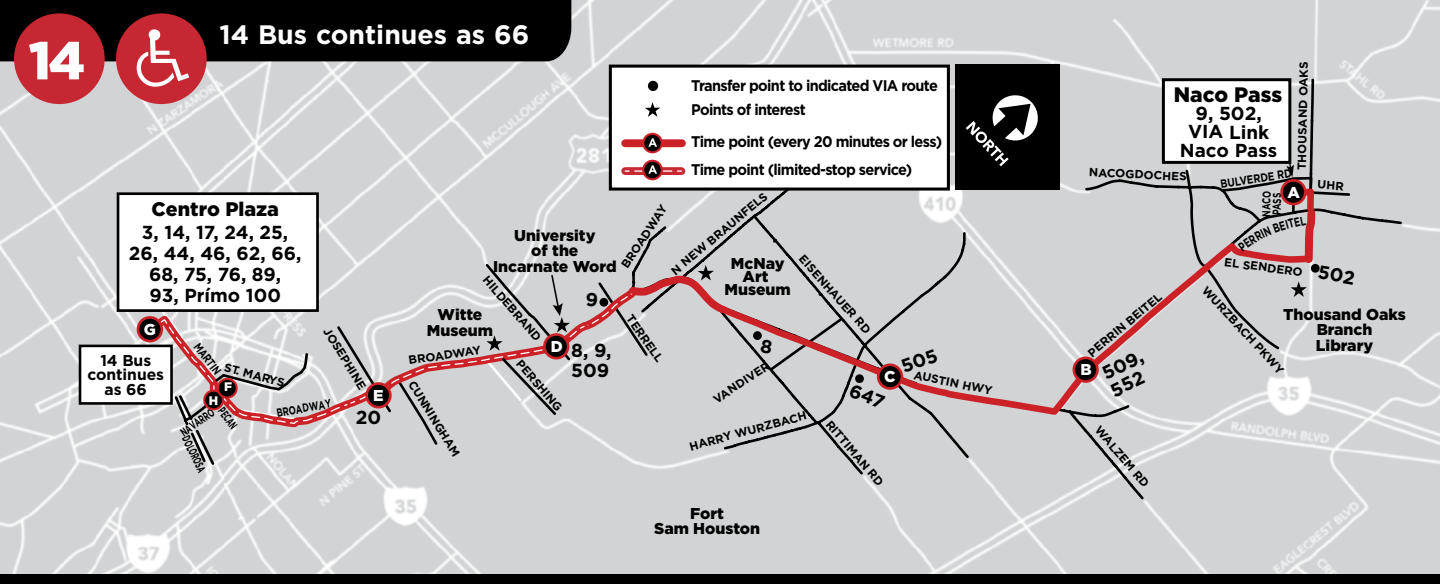 14
14 Bus continues as 66
Transfer point to indicated VIA route
Points of interest
A
Time point (every 20 minutes or less)
A
Time point (limited-stop service)
NORTH
Naco Pass
9, 502,
VIA Link
Naco Pass
THOUSAND OAKS
WETMORE RD
STAHL RD
N ZARZAMORA
MCCULLOUGH AVE
281
410
NACOGDOCHES
BULVERDE RD
A
UHR
NACO
PASS
PERRIN BEITEL
EL SENDERO
502
Thousand Oaks
Branch
Library
WURZBACH PKWY
35
RANDOLPH BLVD
EAGLECREST BLVD
Centro Plaza
3, 14, 17, 24, 25,
26, 44, 46, 62, 66,
68, 75, 76, 89,
93, Prímo 100
G
14 Bus
continues
as 66
MARTIN
ST. MARYS
F
H
NAVARRO
PECAN
DOLOROSA
BROADWAY
JOSEPHINE
E
20
CUNNINGHAM
BROADWAY
Witte
Museum
PERSHING
HILDEBRAND
University
of the
Incarnate Word
D
8, 9,
509
9
TERRELL
BROADWAY
N NEW BRAUNFELS
McNay
Art
Museum
EISENHAUER RD
8
VANDIVER
HARRY WURZBACH
RITTIMAN RD
647
C
505
AUSTIN HWY
B
509,
552
PERRIN BEITEL
WALZEM RD
Fort
Sam Houston
NOLAN
N PINE ST
35
37